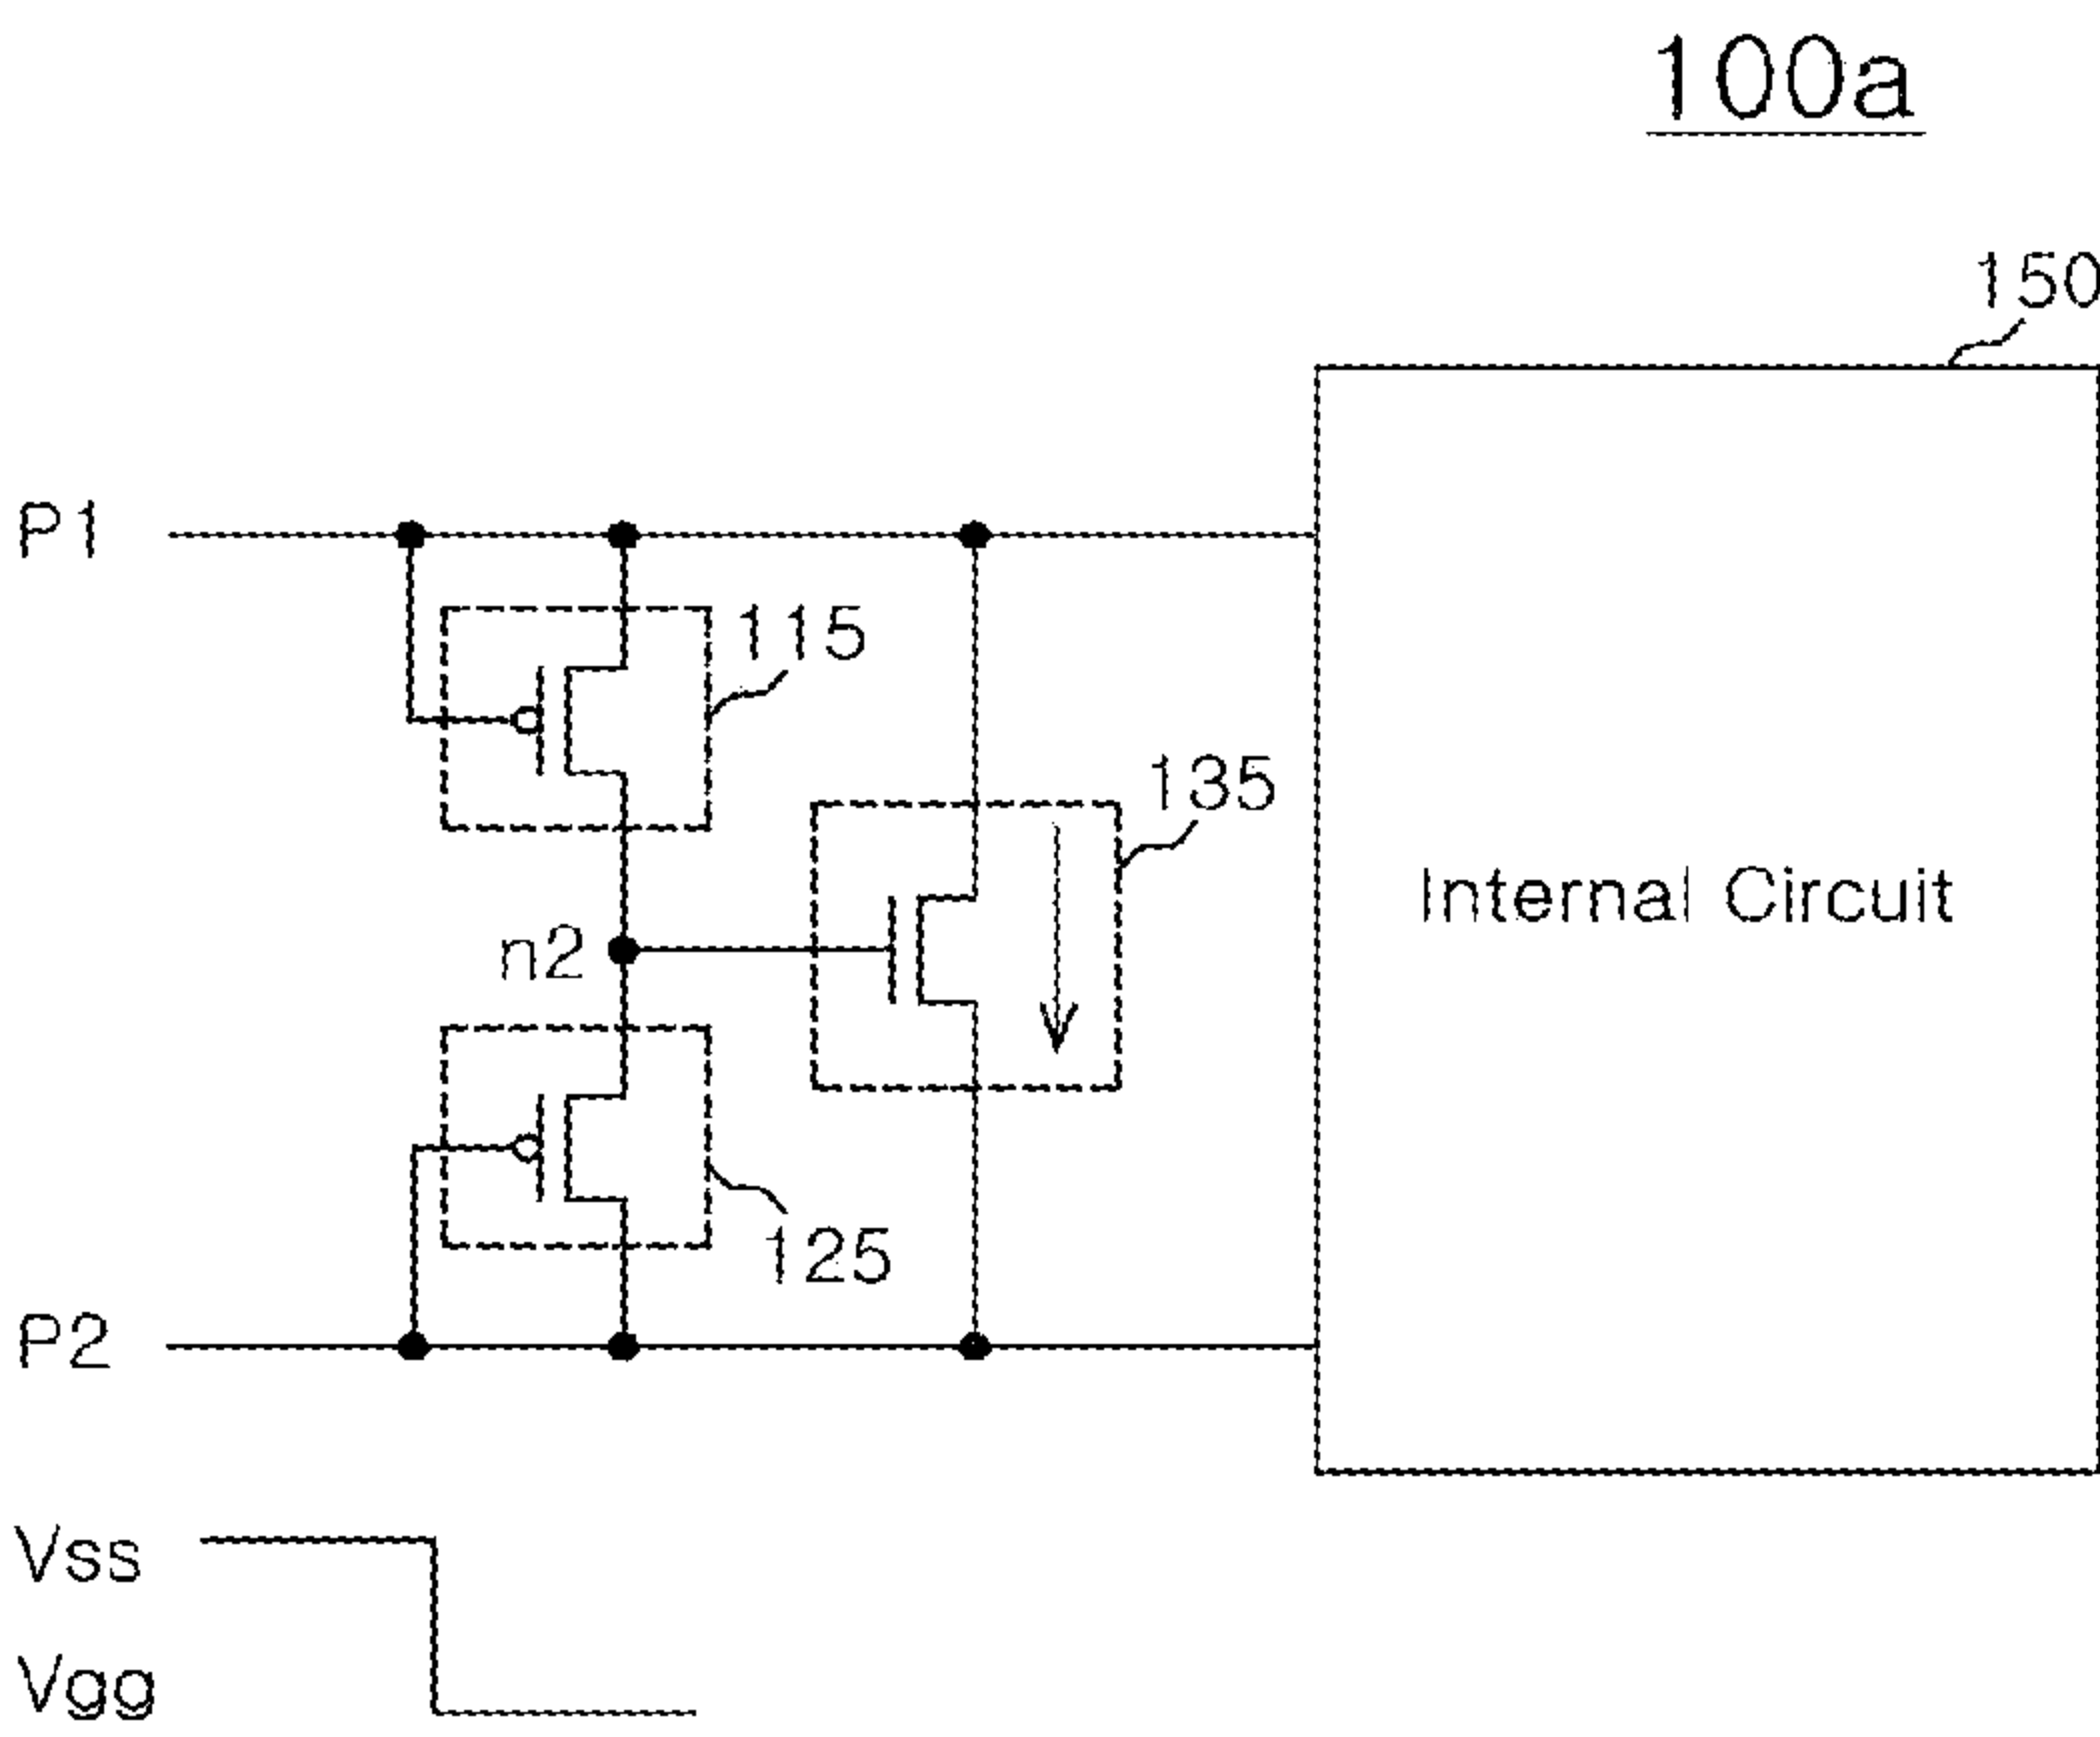 100a
150
P1
115
135
Internal Circuit
n2
125
P2
Vss
Vgg